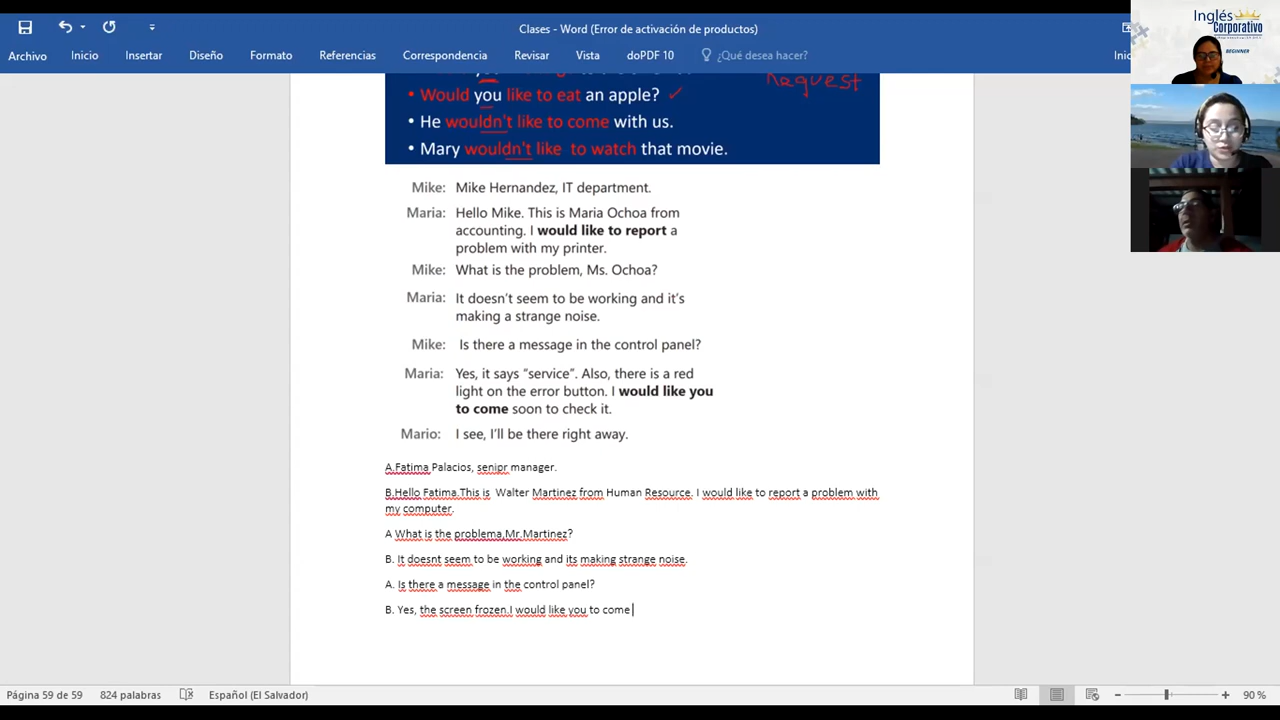 Clases - Word (Error de activación de productos)
Inglés
Corporativo
BEGINNER
Archivo Inicio Insertar Diseño Formato Referencias Correspondencia Revisar Vista doPDF 10 ¿Qué desea hacer? Inic
Request
• Would you like to eat an apple? ✓
• He wouldn't like to come with us.
• Mary wouldn't like to watch that movie.
Mike: Mike Hernandez, IT department.
Maria: Hello Mike. This is Maria Ochoa from
accounting. I would like to report a
problem with my printer.
Mike: What is the problem, Ms. Ochoa?
Maria: It doesn't seem to be working and it's
making a strange noise.
Mike: Is there a message in the control panel?
Maria: Yes, it says "service". Also, there is a red
light on the error button. I would like you
to come soon to check it.
Mario: I see, I'll be there right away.
A.Fatima Palacios, senipr manager.
B.Hello Fatima.This is Walter Martinez from Human Resource. I would like to report a problem with
my computer.
A What is the problema,Mr.Martinez?
B. It doesnt seem to be working and its making strange noise.
A. Is there a message in the control panel?
B. Yes, the screen frozen.I would like you to come
Página 59 de 59 824 palabras Español (El Salvador) 90 %